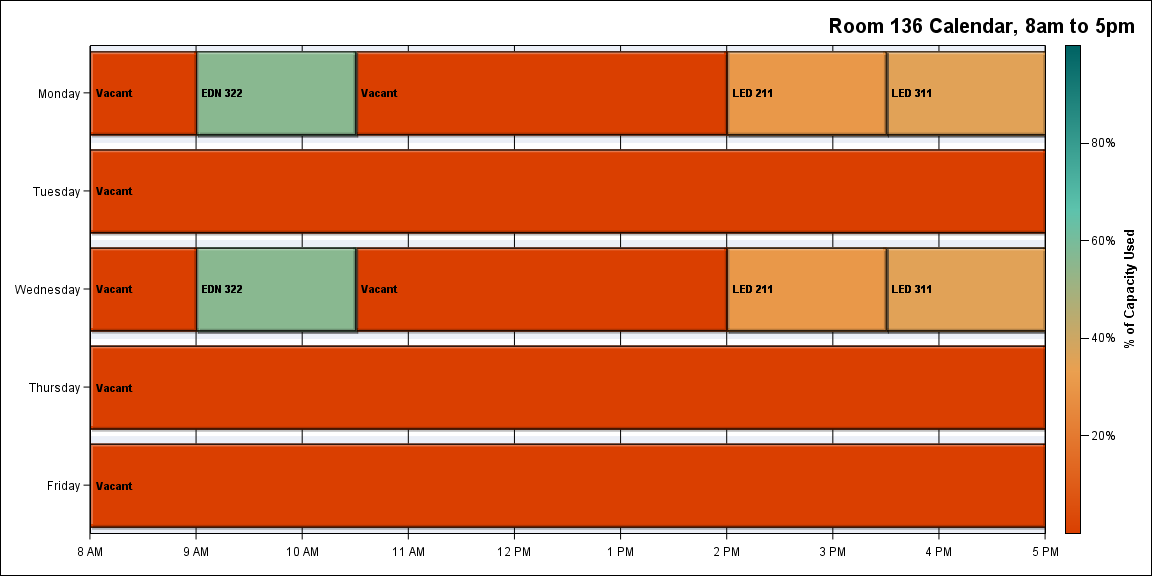 Room 136 Calendar, 8am to 5pm
Monday Vacant EDN 322 Vacant LED 211 LED 311
Tuesday Vacant
Wednesday Vacant EDN 322 Vacant LED 211 LED 311
Thursday Vacant
Friday Vacant
8 AM 9 AM 10 AM 11 AM 12 PM 1 PM 2 PM 3 PM 4 PM 5 PM
80%
60%
40%
20%
% of Capacity Used